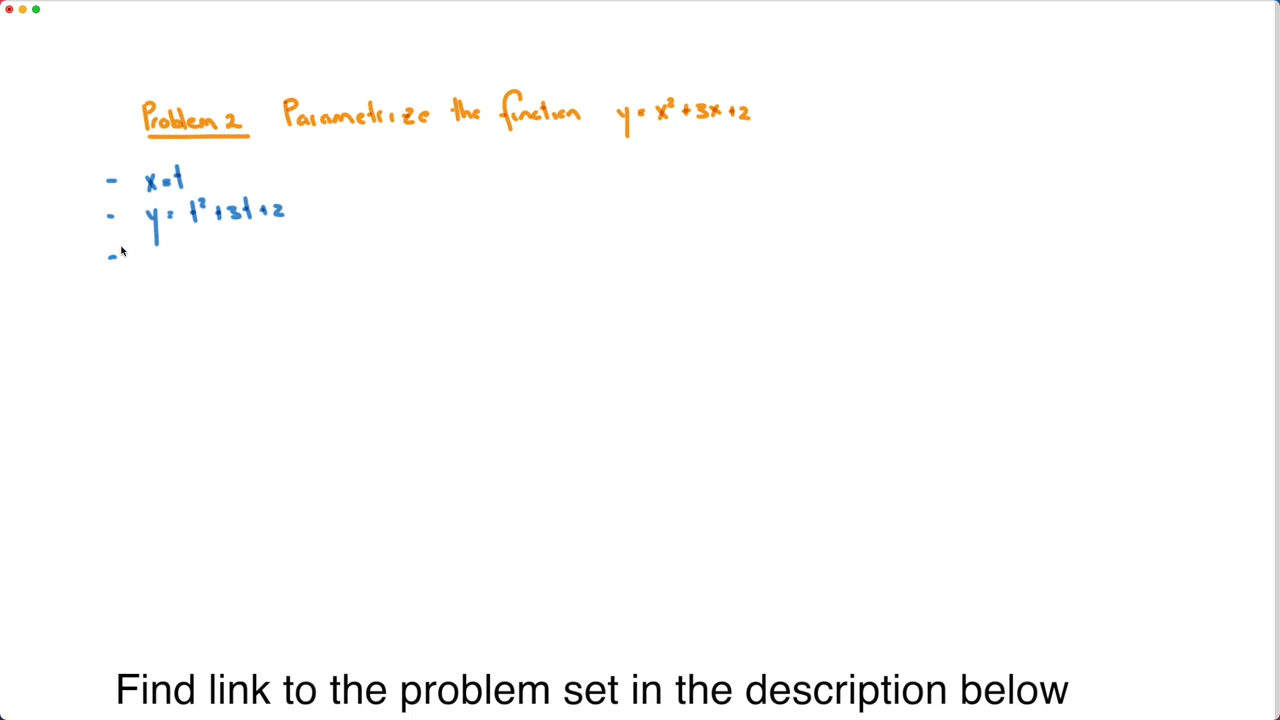 Problem 2 Parametrize the function y = x² + 3x + 2
- x = t
- y = t² + 3t + 2
-
Find link to the problem set in the description below